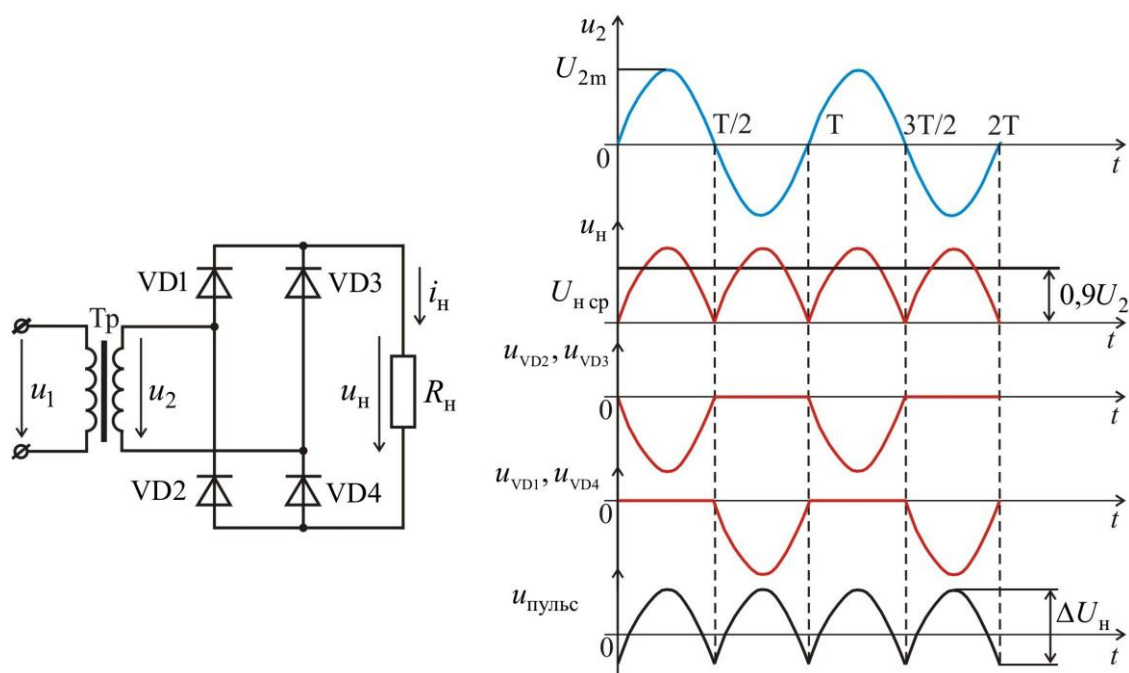 VD1
VD3
iн
Тр
u1
u2
uн
Rн
VD2
VD4
u2
U2m
T/2
T
3T/2
2T
0
t
uн
Uн ср
0,9U2
t
uVD2, uVD3
0
t
uVD1, uVD4
0
t
uпульс
ΔUн
0
t